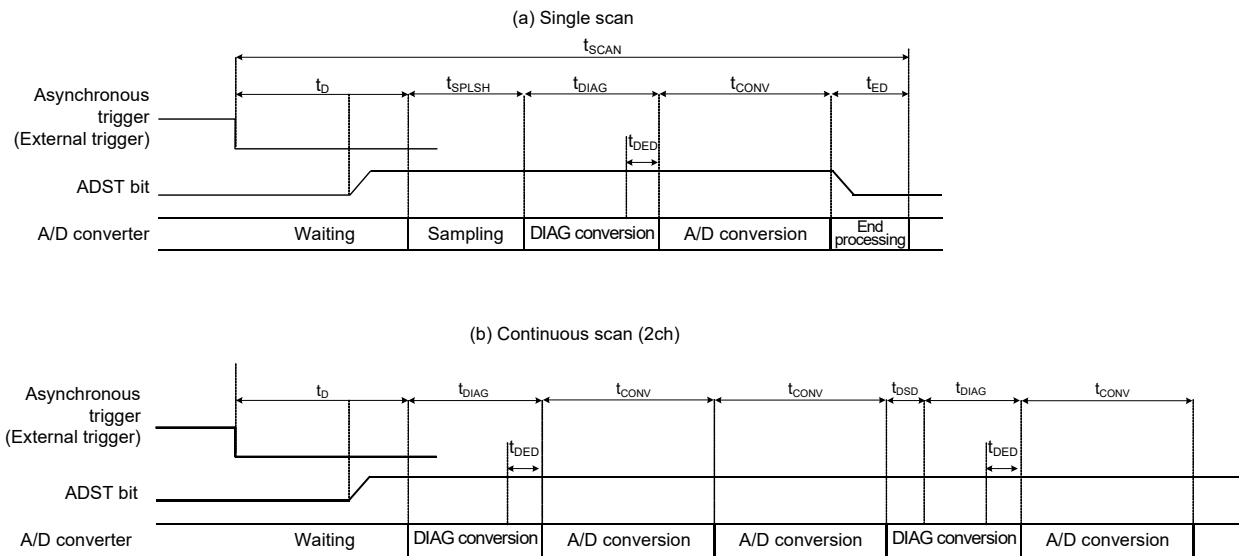 (a) Single scan
tSCAN
tD tSPLSH tDIAG tCONV tED
Asynchronous
trigger
(External trigger)
tDED
ADST bit
A/D converter Waiting Sampling DIAG conversion A/D conversion End
processing
(b) Continuous scan (2ch)
tD tDIAG tCONV tCONV tDSD tDIAG tCONV
Asynchronous
trigger
(External trigger)
tDED tDED
ADST bit
A/D converter Waiting DIAG conversion A/D conversion A/D conversion DIAG conversion A/D conversion